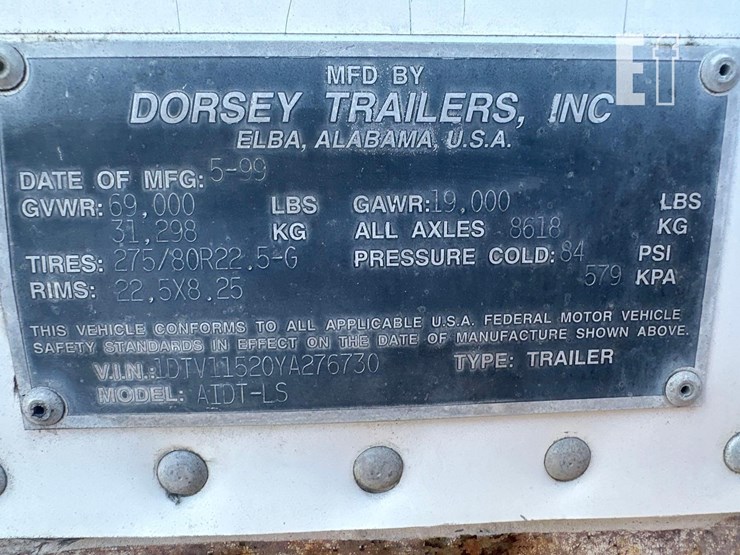 MFD BY
DORSEY TRAILERS, INC
ELBA, ALABAMA, U.S.A.
DATE OF MFG: 5-99
GVWR: 69,000 LBS GAWR: 19,000 LBS
31,298 KG ALL AXLES 8618 KG
TIRES: 275/80R22.5-G PRESSURE COLD: 84 PSI
RIMS: 22.5X8.25 579 KPA
THIS VEHICLE CONFORMS TO ALL APPLICABLE U.S.A. FEDERAL MOTOR VEHICLE
SAFETY STANDARDS IN EFFECT ON THE DATE OF MANUFACTURE SHOWN ABOVE.
V.I.N.: 1DTV11520YA276730 TYPE: TRAILER
MODEL: AIDT-LS
ET